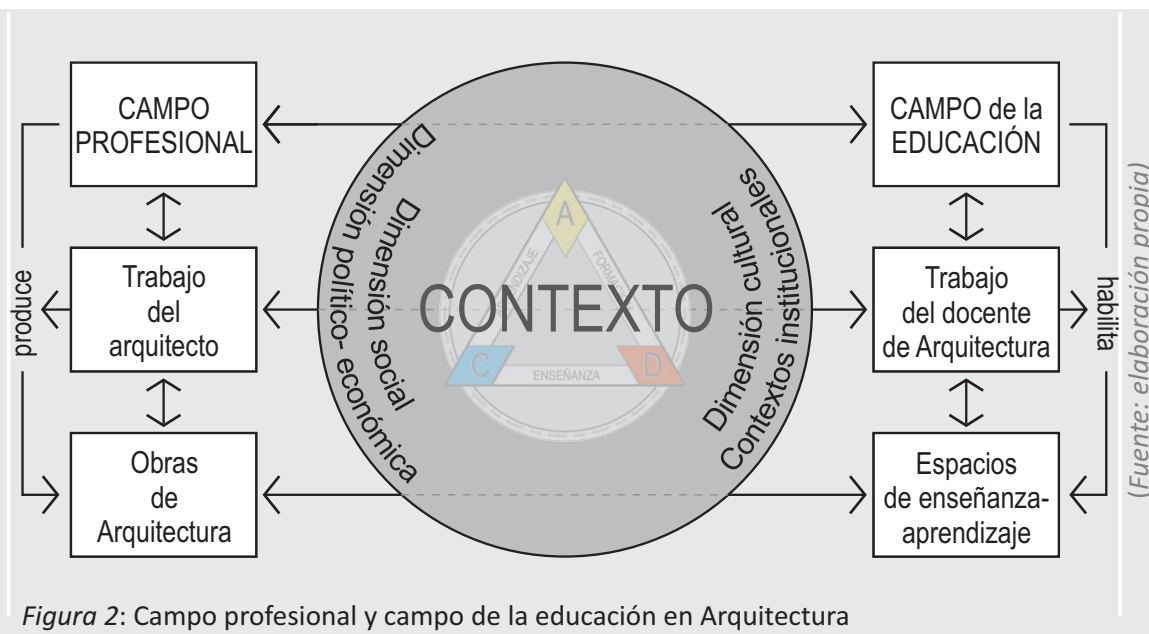 CAMPO
PROFESIONAL
Trabajo
del
arquitecto
Obras
de
Arquitectura
produce
Dimensión político- económica
Dimensión social
CONTEXTO
A
FORMACIÓN
C
ENSEÑANZA
D
Dimensión cultural
Contextos institucionales
CAMPO de la
EDUCACIÓN
Trabajo
del docente
de Arquitectura
Espacios
de enseñanza-
aprendizaje
habilita
(Fuente: elaboración propia)
Figura 2: Campo profesional y campo de la educación en Arquitectura